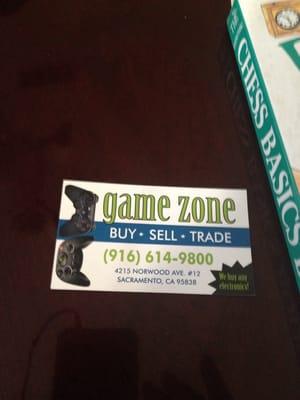 game zone
BUY • SELL • TRADE
(916) 614-9800
4215 NORWOOD AVE. #12
SACRAMENTO, CA 95838
We buy any
electronics!
CHESS BASICS